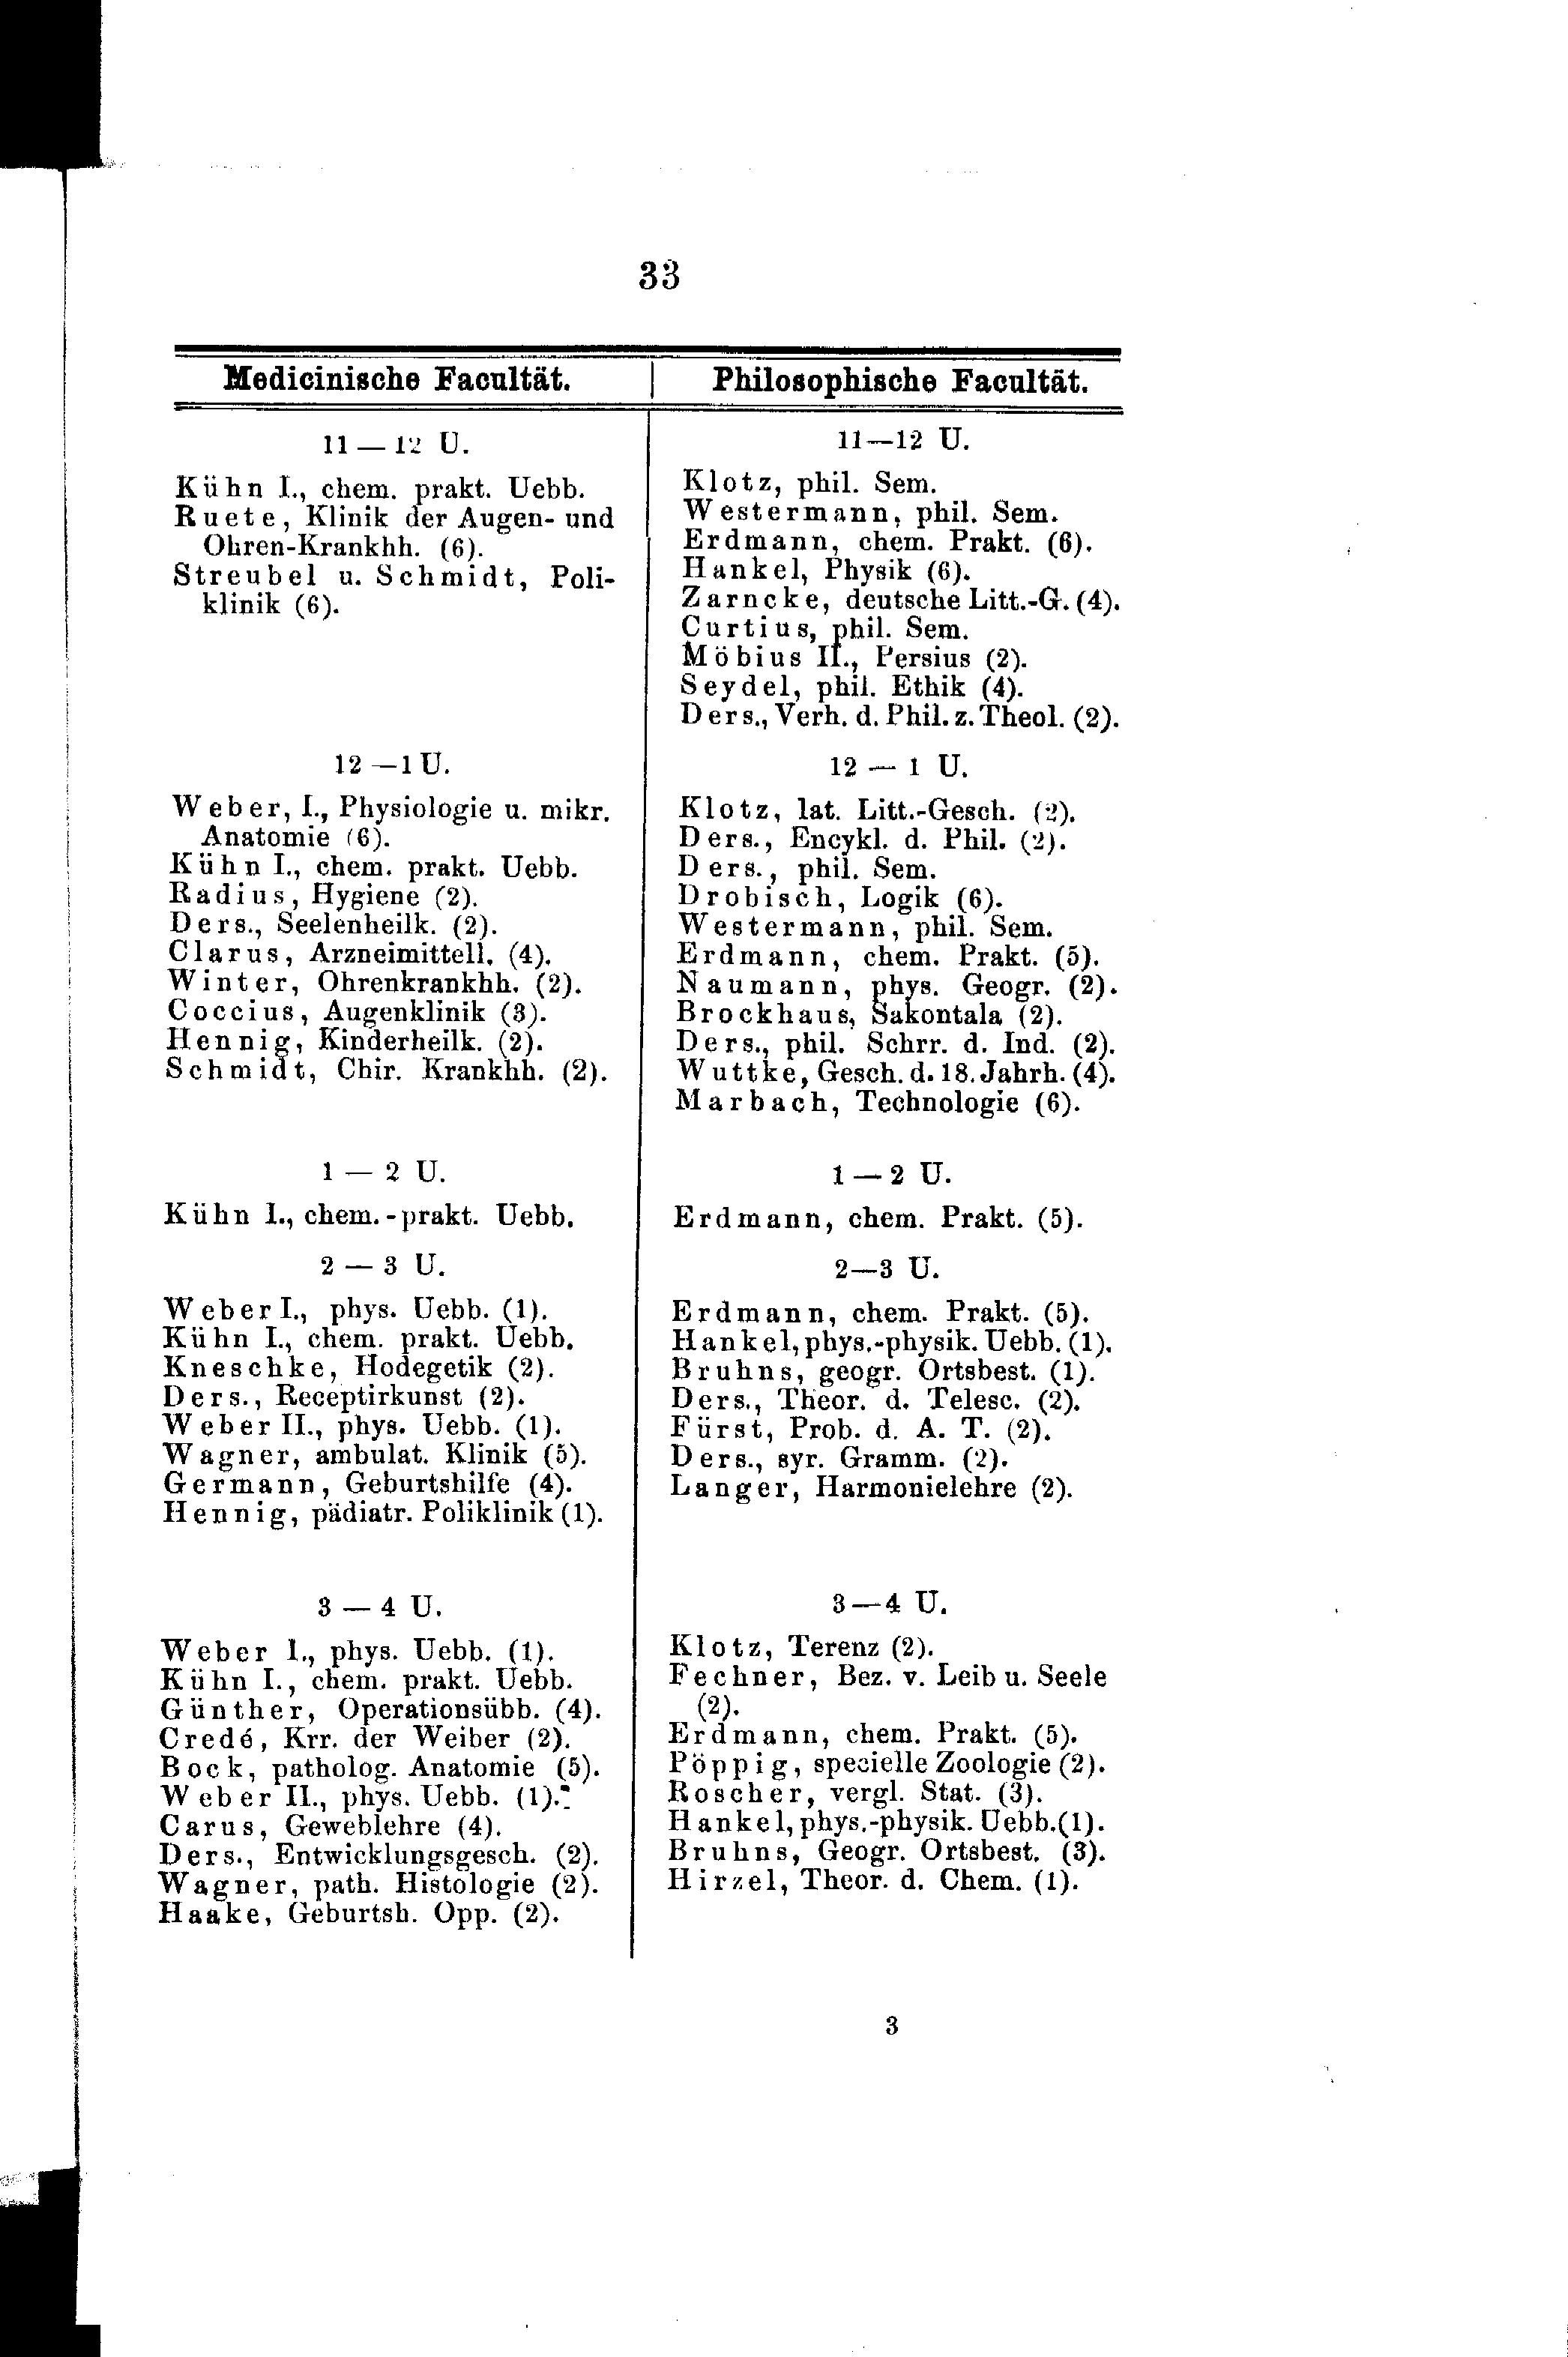 33
Medicinische Facultät.
11 — 12 U.
Kühn I., chem. prakt. Uebb.
Ruete, Klinik der Augen- und
Ohren-Krankhh. (6).
Streubel u. Schmidt, Poli-
klinik (6).
12 — 1 U.
Weber, I., Physiologie u. mikr.
Anatomie (6).
Kühn I., chem. prakt. Uebb.
Radius, Hygiene (2).
Ders., Seelenheilk. (2).
Clarus, Arzneimittell. (4).
Winter, Ohrenkrankhh. (2).
Coccius, Augenklinik (3).
Hennig, Kinderheilk. (2).
Schmidt, Chir. Krankhh. (2).
1 — 2 U.
Kühn I., chem.-prakt. Uebb.
2 — 3 U.
Weber I., phys. Uebb. (1).
Kühn I., chem. prakt. Uebb.
Kneschke, Hodegetik (2).
Ders., Receptirkunst (2).
Weber II., phys. Uebb. (1).
Wagner, ambulat. Klinik (5).
Germann, Geburtshilfe (4).
Hennig, pädiatr. Poliklinik (1).
3 — 4 U.
Weber I., phys. Uebb. (1).
Kühn I., chem. prakt. Uebb.
Günther, Operationsübb. (4).
Credé, Krr. der Weiber (2).
Bock, patholog. Anatomie (5).
Weber II., phys. Uebb. (1).
Carus, Geweblehre (4).
Ders., Entwicklungsgesch. (2).
Wagner, path. Histologie (2).
Haake, Geburtsh. Opp. (2).
Philosophische Facultät.
11—12 U.
Klotz, phil. Sem.
Westermann, phil. Sem.
Erdmann, chem. Prakt. (6).
Hankel, Physik (6).
Zarncke, deutsche Litt.-G. (4).
Curtius, phil. Sem.
Möbius II., Persius (2).
Seydel, phil. Ethik (4).
Ders., Verh. d. Phil. z. Theol. (2).
12 — 1 U.
Klotz, lat. Litt.-Gesch. (2).
Ders., Encykl. d. Phil. (2).
Ders., phil. Sem.
Drobisch, Logik (6).
Westermann, phil. Sem.
Erdmann, chem. Prakt. (5).
Naumann, phys. Geogr. (2).
Brockhaus, Sakontala (2).
Ders., phil. Schrr. d. Ind. (2).
Wuttke, Gesch. d. 18. Jahrh. (4).
Marbach, Technologie (6).
1 — 2 U.
Erdmann, chem. Prakt. (5).
2—3 U.
Erdmann, chem. Prakt. (5).
Hankel, phys.-physik. Uebb. (1).
Bruhns, geogr. Ortsbest. (1).
Ders., Theor. d. Telesc. (2).
Fürst, Prob. d. A. T. (2).
Ders., syr. Gramm. (2).
Langer, Harmonielehre (2).
3—4 U.
Klotz, Terenz (2).
Fechner, Bez. v. Leib u. Seele
(2).
Erdmann, chem. Prakt. (5).
Pöppig, specielle Zoologie (2).
Roscher, vergl. Stat. (3).
Hankel, phys.-physik. Uebb. (1).
Bruhns, Geogr. Ortsbest. (3).
Hirzel, Theor. d. Chem. (1).
3